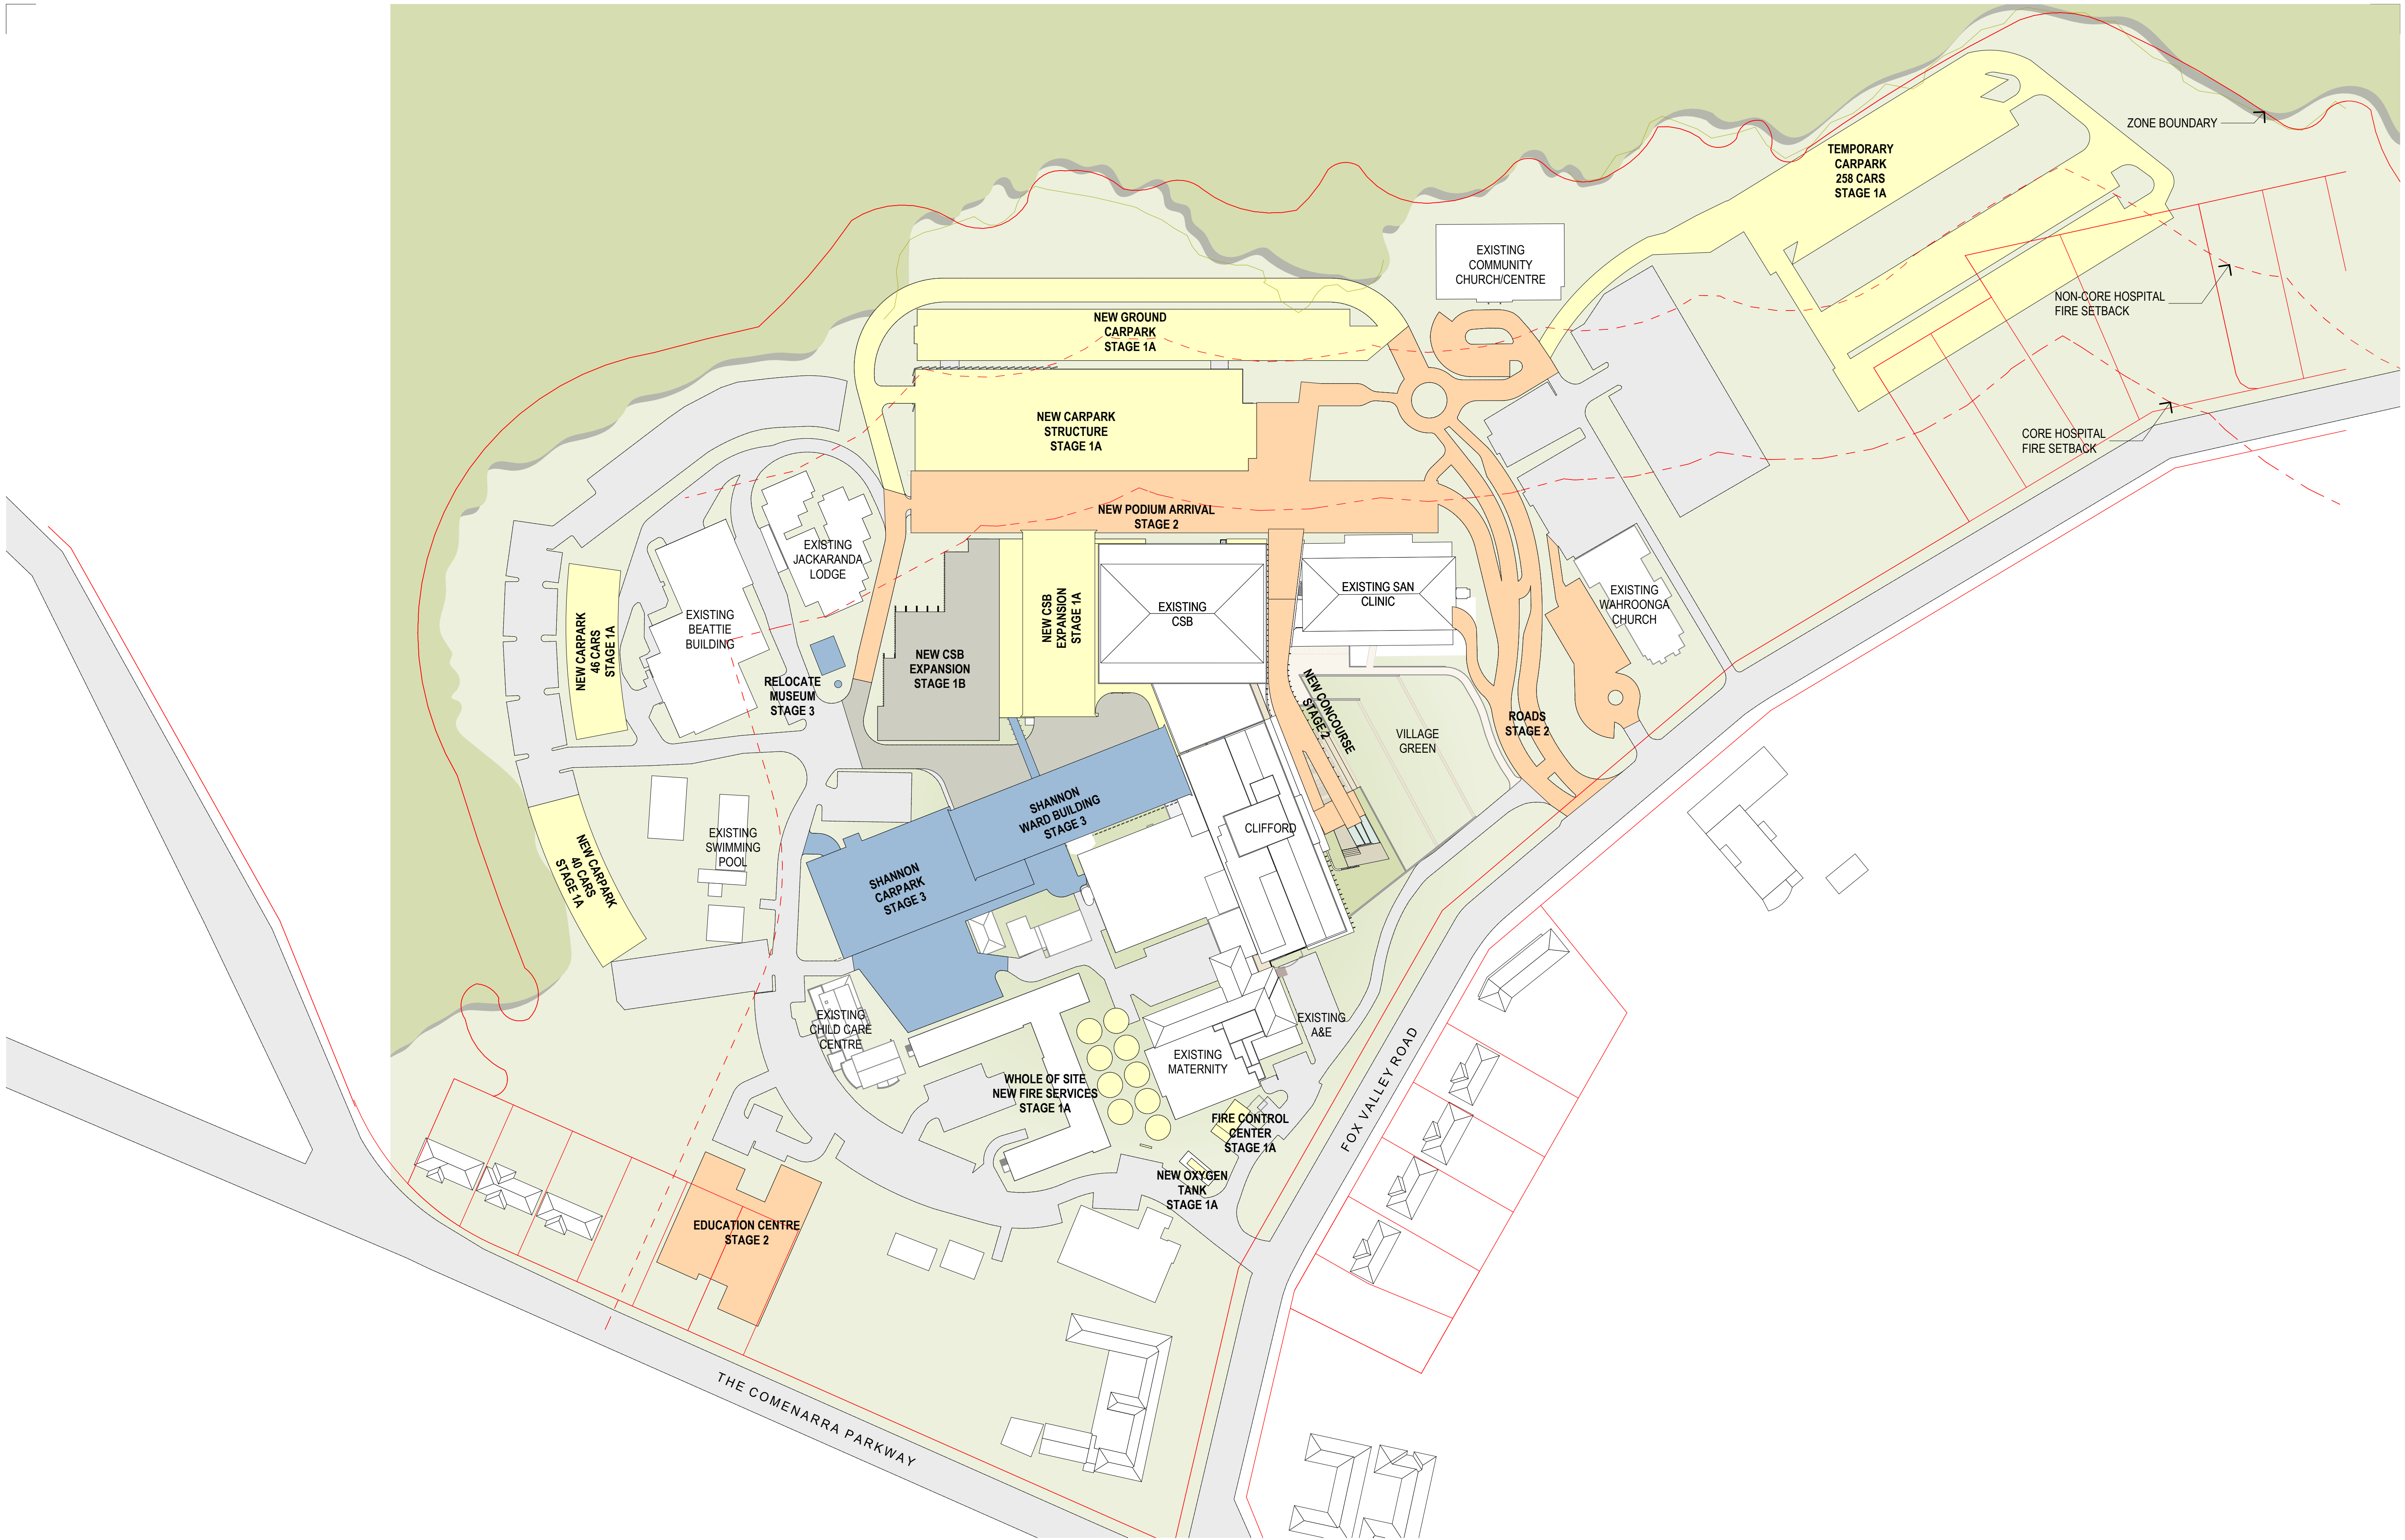 ZONE BOUNDARY
TEMPORARY
CARPARK
258 CARS
STAGE 1A
EXISTING
COMMUNITY
CHURCH/CENTRE
NON-CORE HOSPITAL
FIRE SETBACK
NEW GROUND
CARPARK
STAGE 1A
NEW CARPARK
STRUCTURE
STAGE 1A
CORE HOSPITAL
FIRE SETBACK
NEW PODIUM ARRIVAL
STAGE 2
EXISTING
JACKARANDA
LODGE
NEW CARPARK
46 CARS
STAGE 1A
EXISTING
BEATTIE
BUILDING
NEW CSB
EXPANSION
STAGE 1B
NEW CSB
EXPANSION
STAGE 1A
EXISTING
CSB
EXISTING SAN
CLINIC
EXISTING
WAHROONGA
CHURCH
RELOCATE
MUSEUM
STAGE 3
NEW CONCOURSE
STAGE 2
VILLAGE
GREEN
ROADS
STAGE 2
NEW CARPARK
40 CARS
STAGE 1A
EXISTING
SWIMMING
POOL
SHANNON
WARD BUILDING
STAGE 3
CLIFFORD
SHANNON
CARPARK
STAGE 3
EXISTING
CHILD CARE
CENTRE
EXISTING
A&E
EXISTING
MATERNITY
WHOLE OF SITE
NEW FIRE SERVICES
STAGE 1A
FIRE CONTROL
CENTER
STAGE 1A
FOX VALLEY ROAD
NEW OXYGEN
TANK
STAGE 1A
EDUCATION CENTRE
STAGE 2
THE COMENARRA PARKWAY